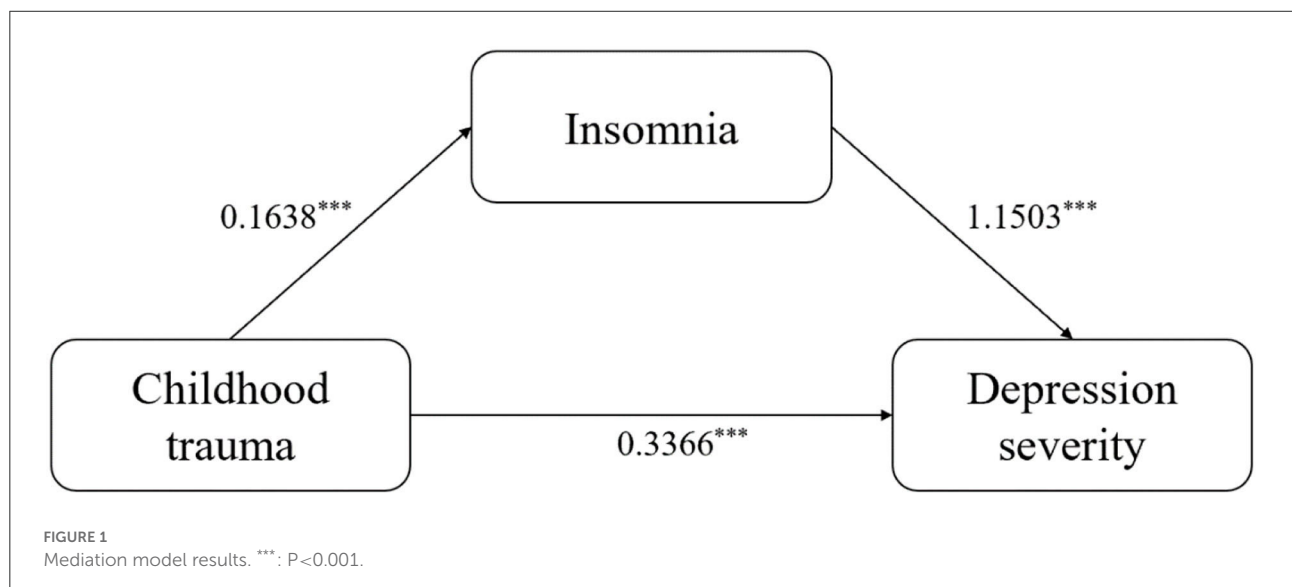 Insomnia
0.1638***
1.1503***
Childhood
trauma
0.3366***
Depression
severity
FIGURE 1
Mediation model results. ***: P<0.001.